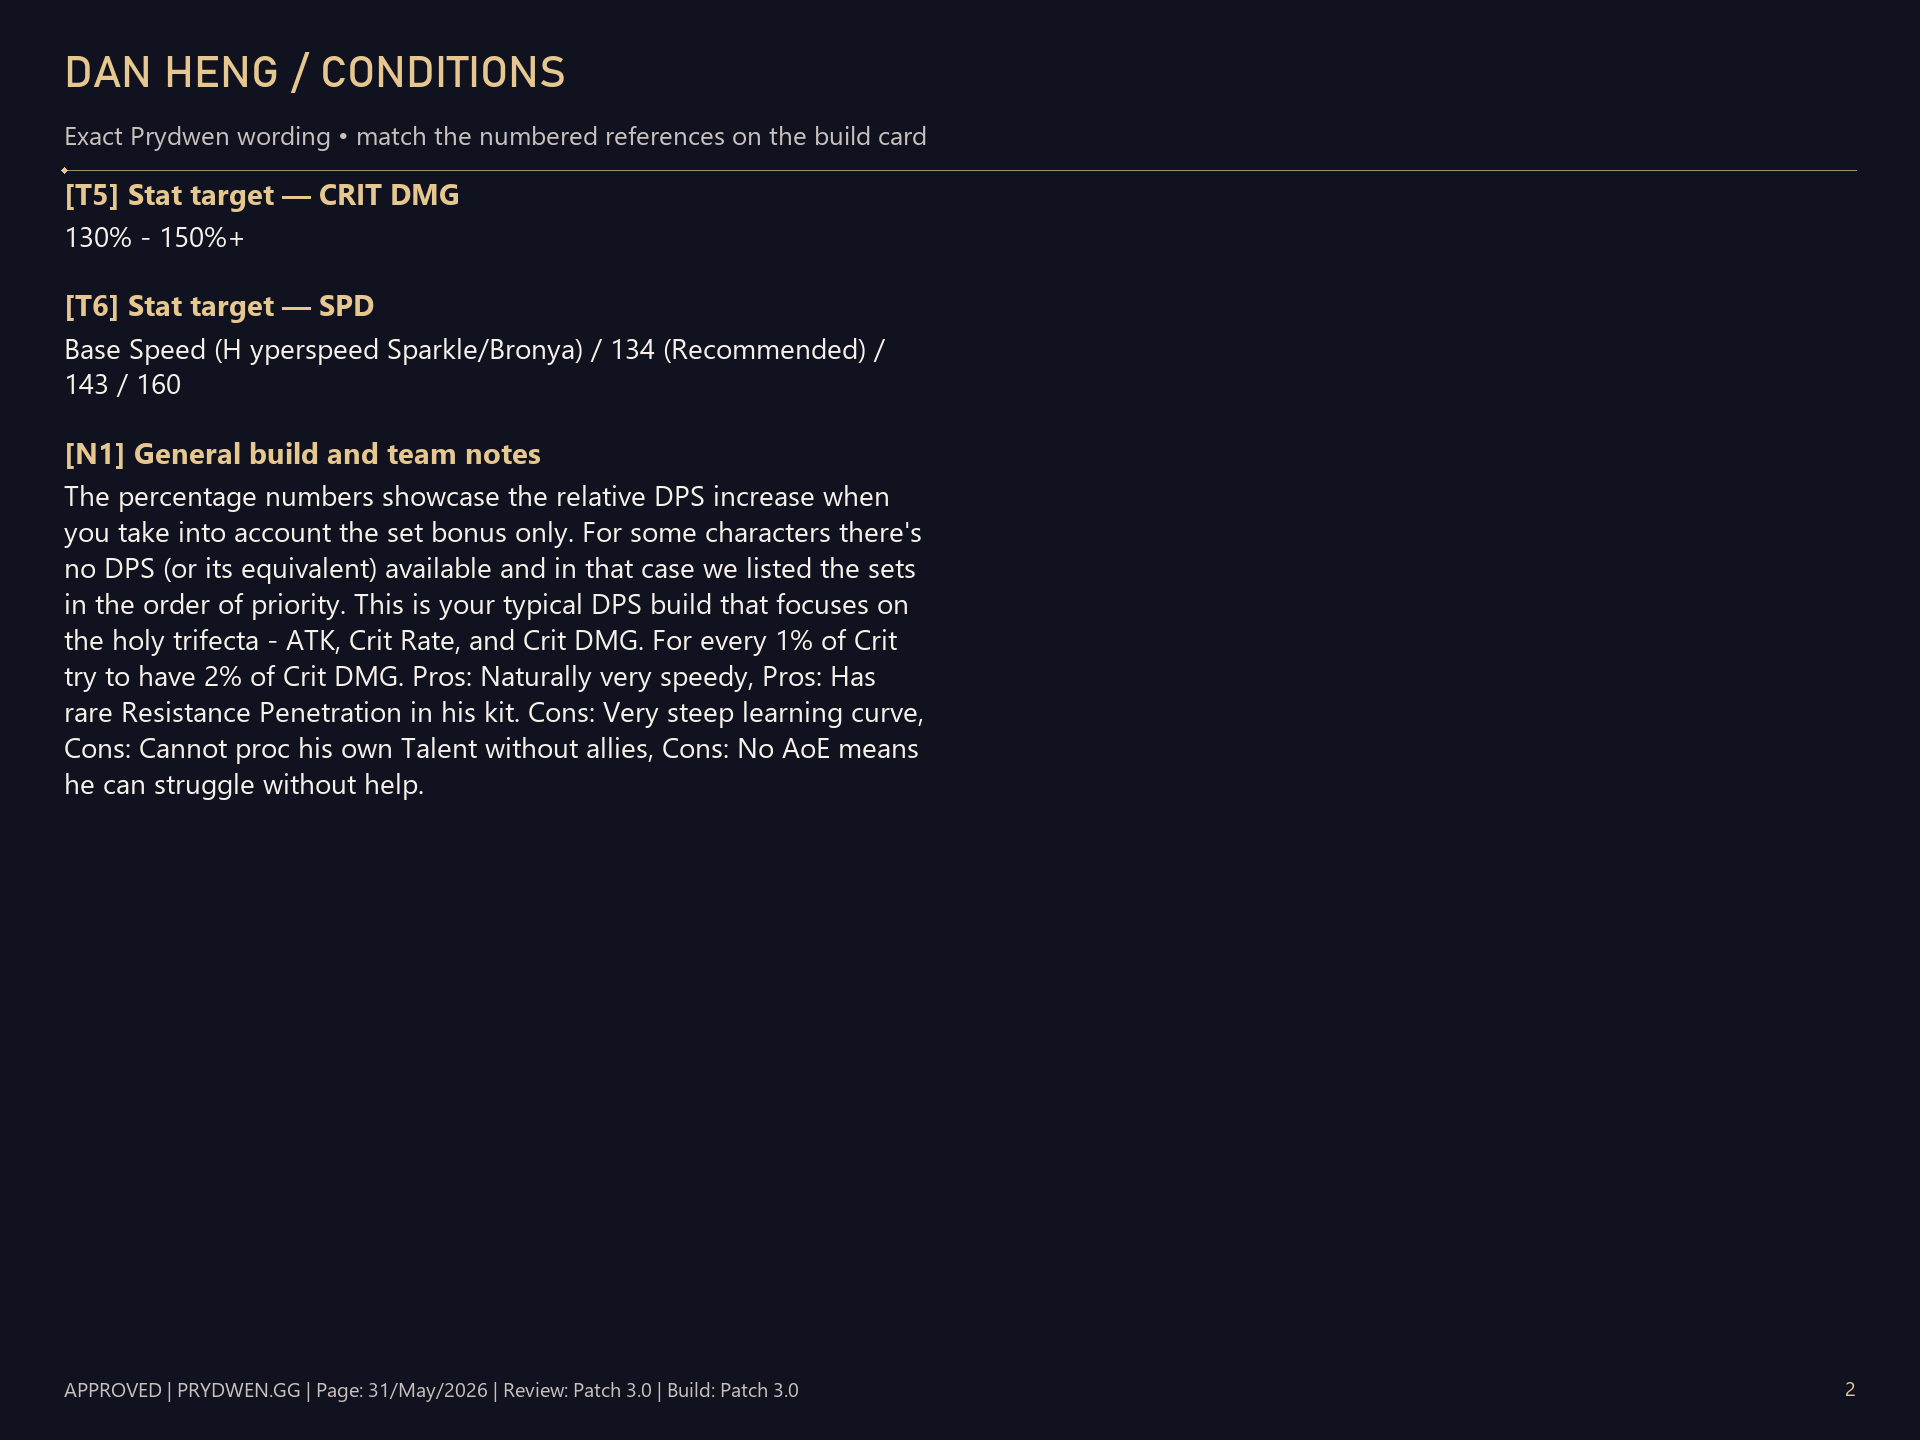 DAN HENG / CONDITIONS
Exact Prydwen wording • match the numbered references on the build card
[T5] Stat target — CRIT DMG
130% - 150%+
[T6] Stat target — SPD
Base Speed (H yperspeed Sparkle/Bronya) / 134 (Recommended) /
143 / 160
[N1] General build and team notes
The percentage numbers showcase the relative DPS increase when
you take into account the set bonus only. For some characters there's
no DPS (or its equivalent) available and in that case we listed the sets
in the order of priority. This is your typical DPS build that focuses on
the holy trifecta - ATK, Crit Rate, and Crit DMG. For every 1% of Crit
try to have 2% of Crit DMG. Pros: Naturally very speedy, Pros: Has
rare Resistance Penetration in his kit. Cons: Very steep learning curve,
Cons: Cannot proc his own Talent without allies, Cons: No AoE means
he can struggle without help.
APPROVED | PRYDWEN.GG | Page: 31/May/2026 | Review: Patch 3.0 | Build: Patch 3.0
2